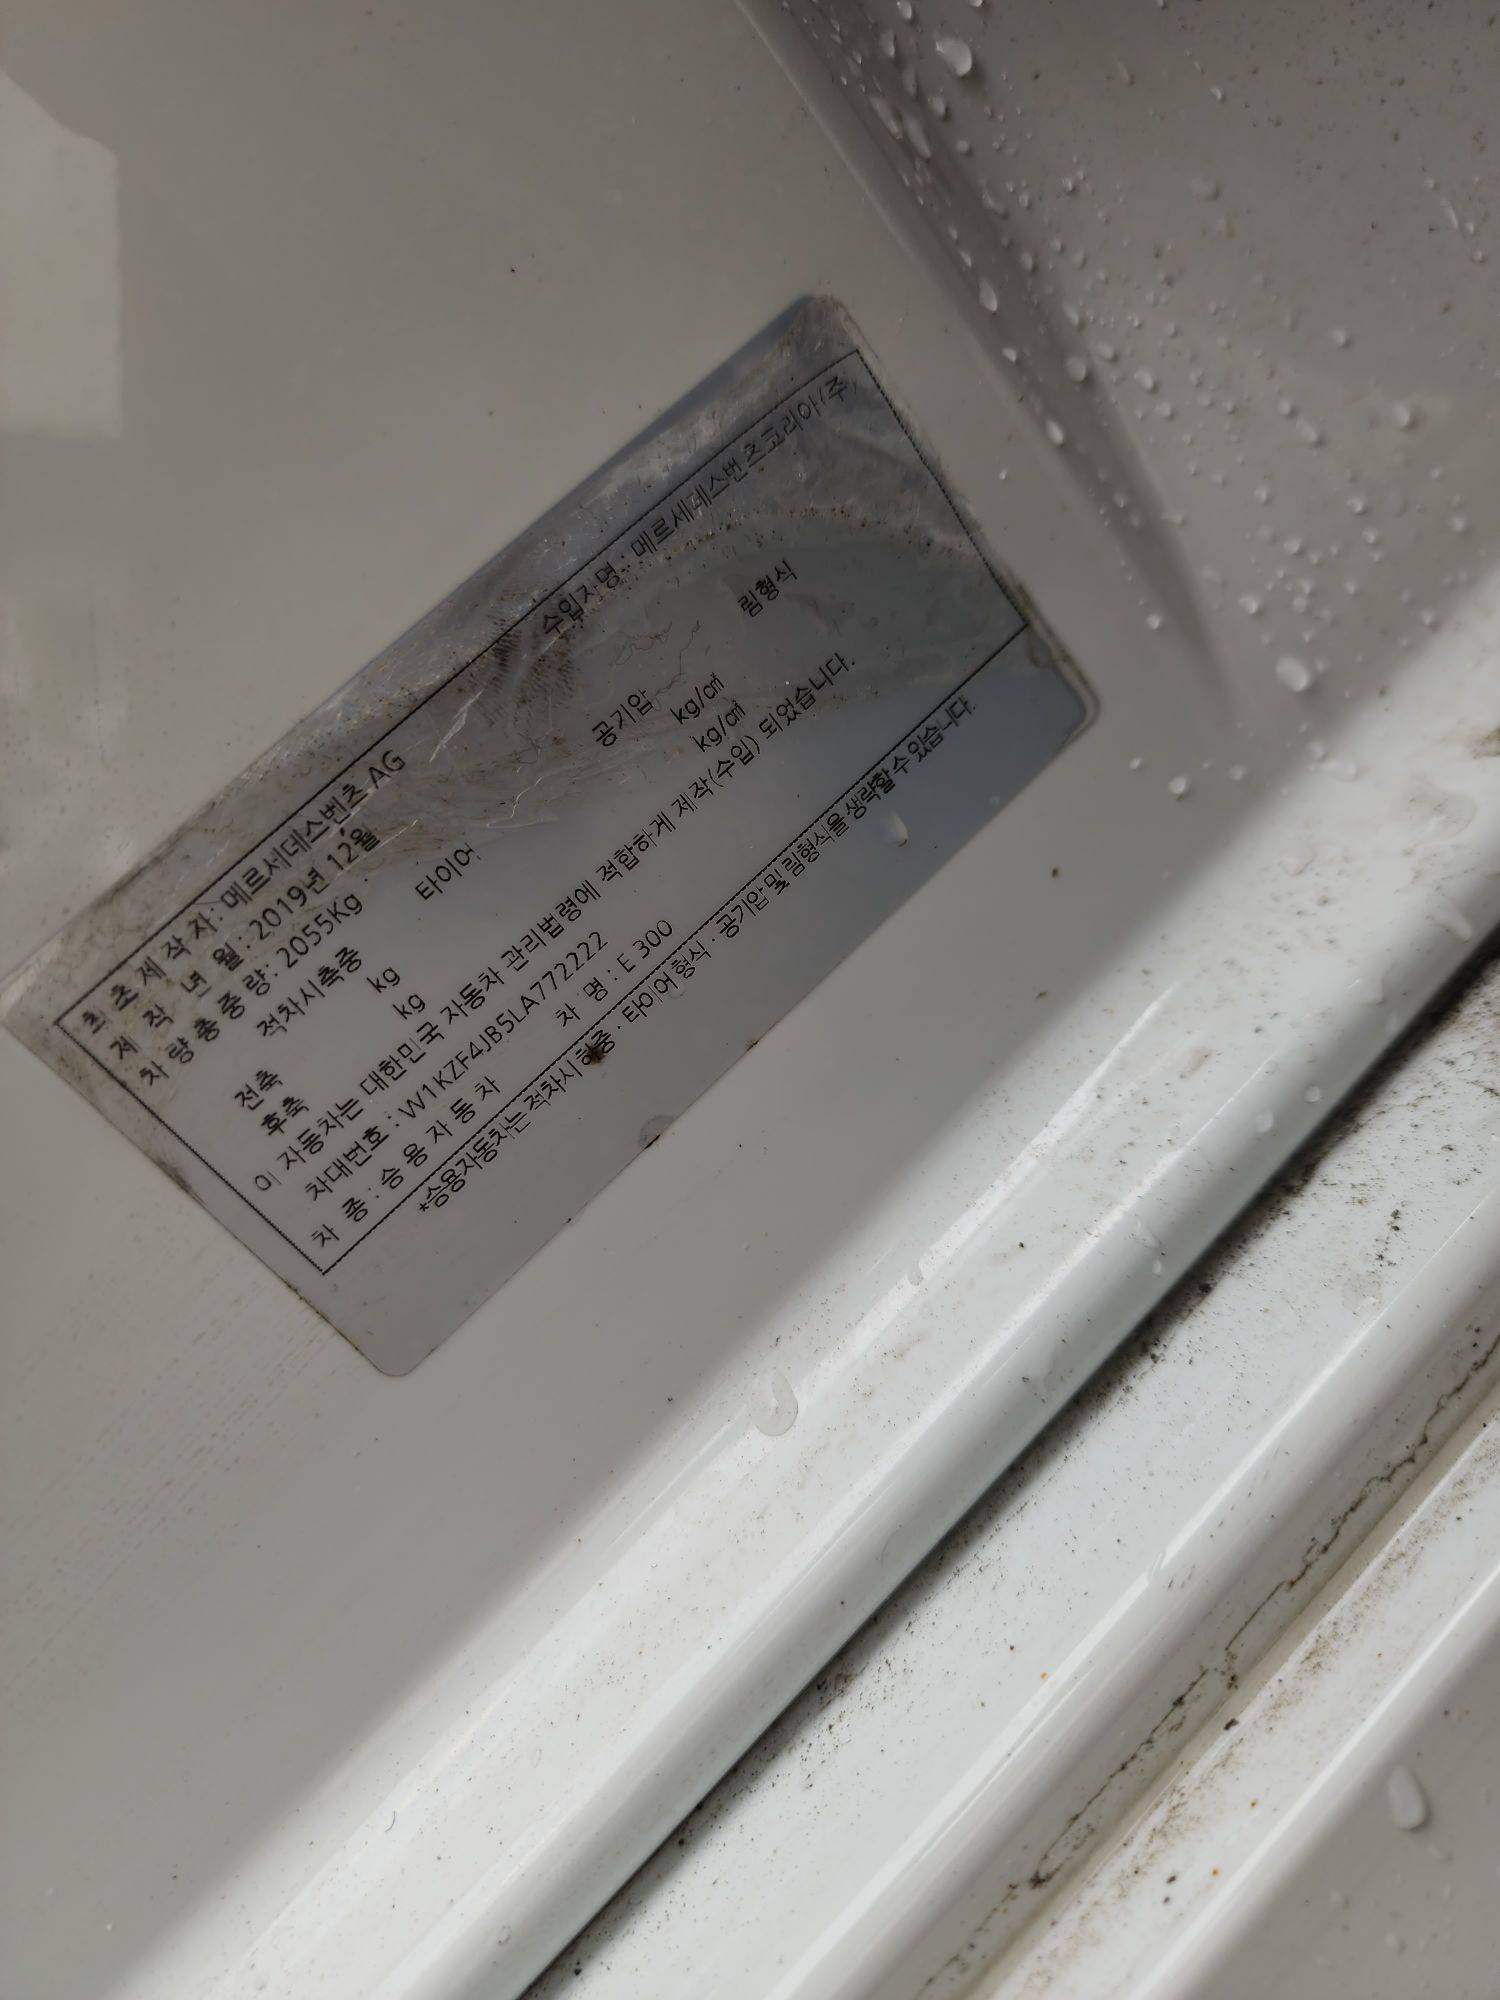 최초제작자 : 메르세데스벤츠 AG 수입자명 : 메르세데스벤츠코리아(주)
제 작 년 월 : 2019년 12월
차량총중량 : 2055Kg
적차시축중 타이어 공기압 림형식
전축 kg kg/㎠
후축 kg kg/㎠
이 자동차는 대한민국 자동차 관리법령에 적합하게 제작(수입) 되었습니다.
차대번호 : W1KZF4JB5LA772222
차 종 : 승 용 자 동 차 차 명 : E 300
*승용자동차는 적차시 하중 · 타이어 형식 · 공기압 및 림형식을 생략할 수 있습니다.